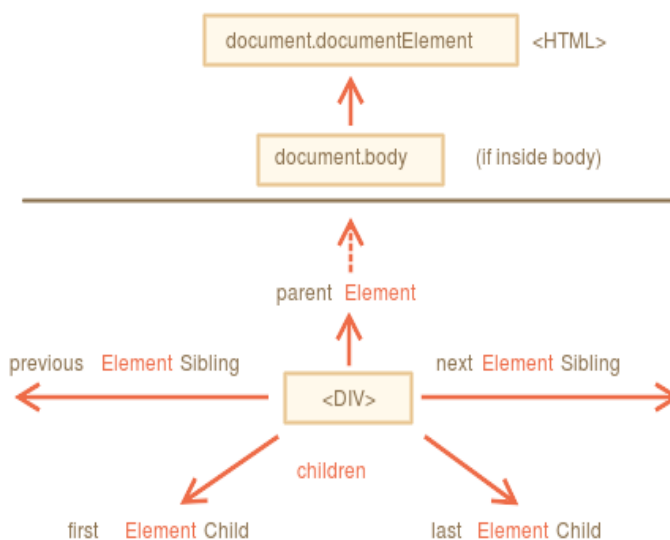 document.documentElement <HTML>
document.body (if inside body)
parent Element
previous Element Sibling next Element Sibling
<DIV>
children
first Element Child last Element Child